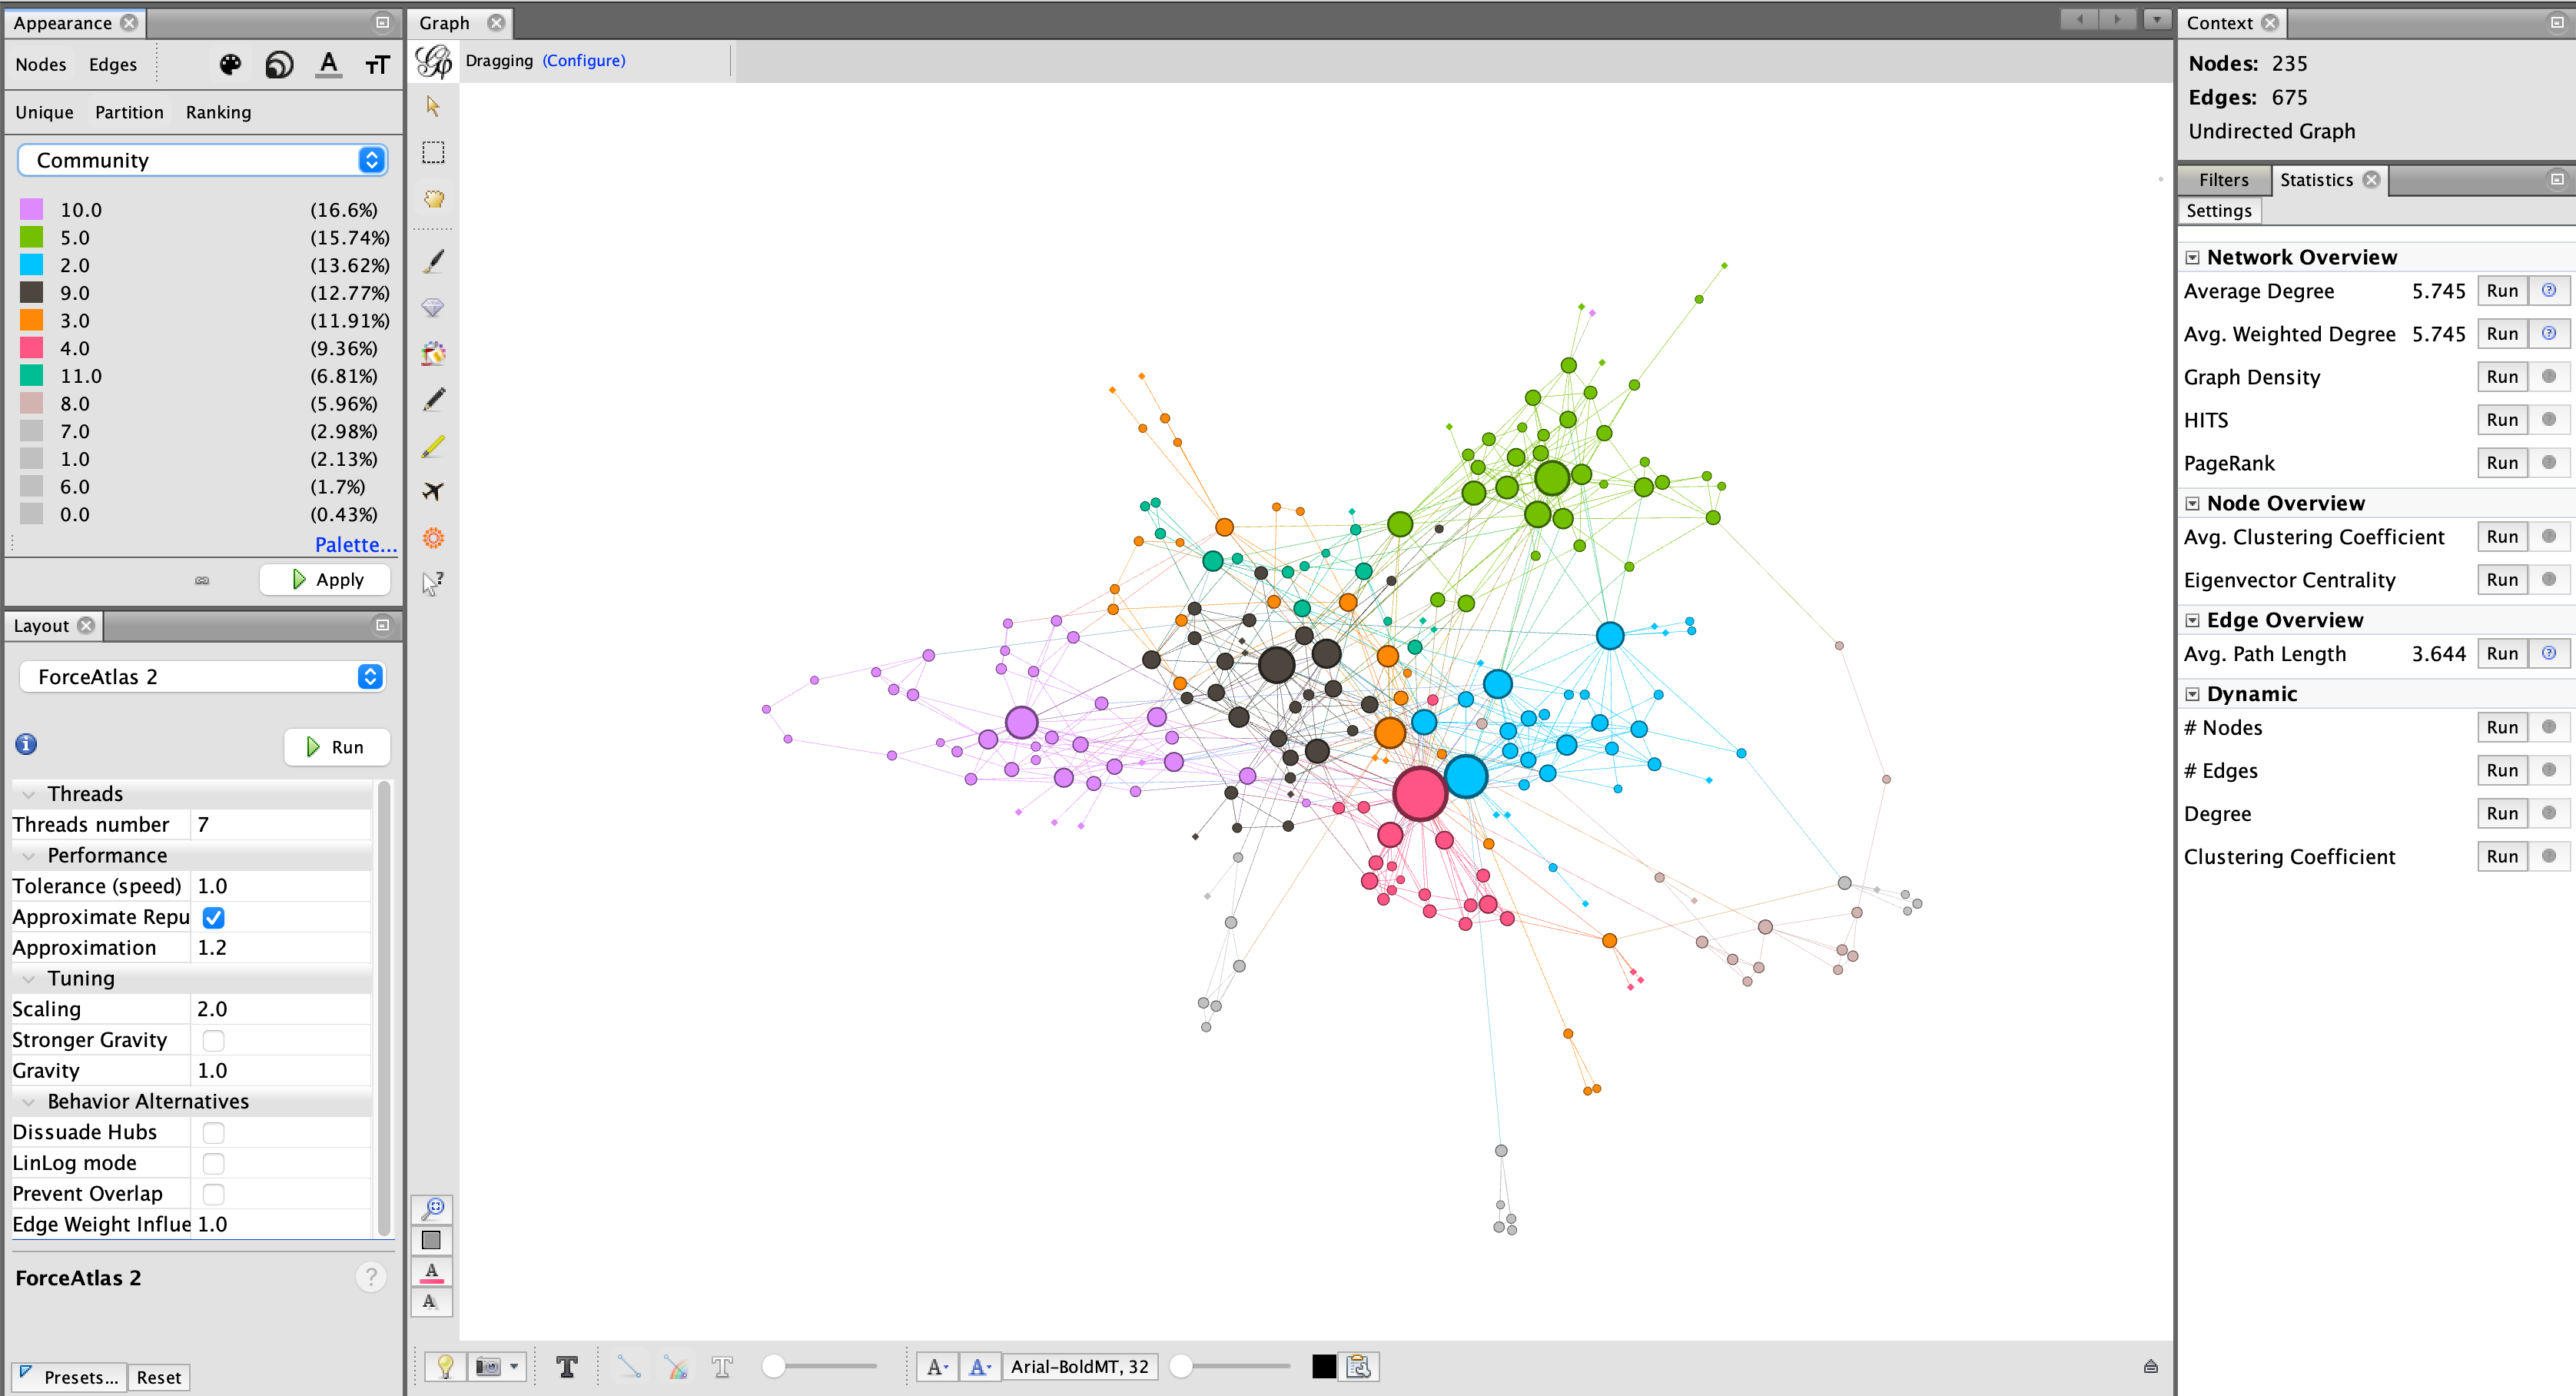 Appearance
Nodes Edges
Unique Partition Ranking
Community
10.0 (16.6%)
5.0 (15.74%)
2.0 (13.62%)
9.0 (12.77%)
3.0 (11.91%)
4.0 (9.36%)
11.0 (6.81%)
8.0 (5.96%)
7.0 (2.98%)
1.0 (2.13%)
6.0 (1.7%)
0.0 (0.43%)
Palette...
Apply
Layout
ForceAtlas 2
Run
Threads
Threads number 7
Performance
Tolerance (speed) 1.0
Approximate Repu
Approximation 1.2
Tuning
Scaling 2.0
Stronger Gravity
Gravity 1.0
Behavior Alternatives
Dissuade Hubs
LinLog mode
Prevent Overlap
Edge Weight Influe 1.0
ForceAtlas 2
Presets... Reset
Graph
Dragging (Configure)
Arial-BoldMT, 32
Context
Nodes: 235
Edges: 675
Undirected Graph
Filters Statistics
Settings
Network Overview
Average Degree 5.745 Run
Avg. Weighted Degree 5.745 Run
Graph Density Run
HITS Run
PageRank Run
Node Overview
Avg. Clustering Coefficient Run
Eigenvector Centrality Run
Edge Overview
Avg. Path Length 3.644 Run
Dynamic
# Nodes Run
# Edges Run
Degree Run
Clustering Coefficient Run